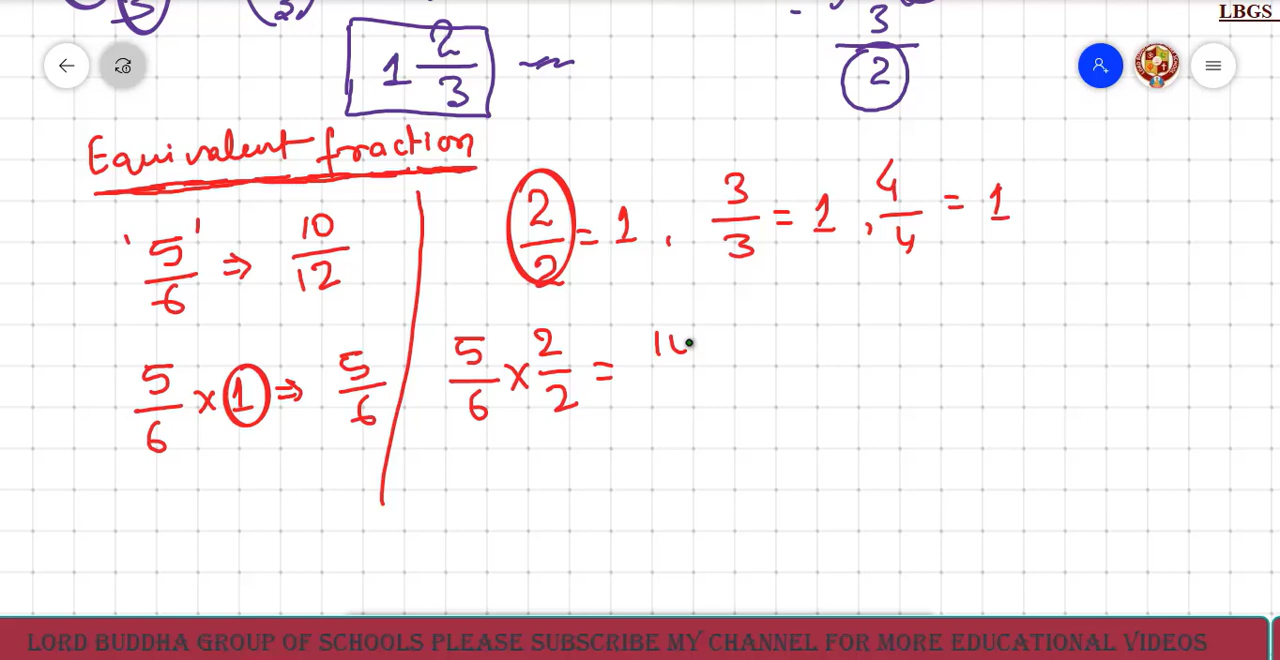 LBGS
1 2/3
3/2
Equivalent fraction
'5/6' ⇒ 10/12
2/2 = 1, 3/3 = 1, 4/4 = 1
5/6 × 1 ⇒ 5/6
5/6 × 2/2 =
LORD BUDDHA GROUP OF SCHOOLS PLEASE SUBSCRIBE MY CHANNEL FOR MORE EDUCATIONAL VIDEOS